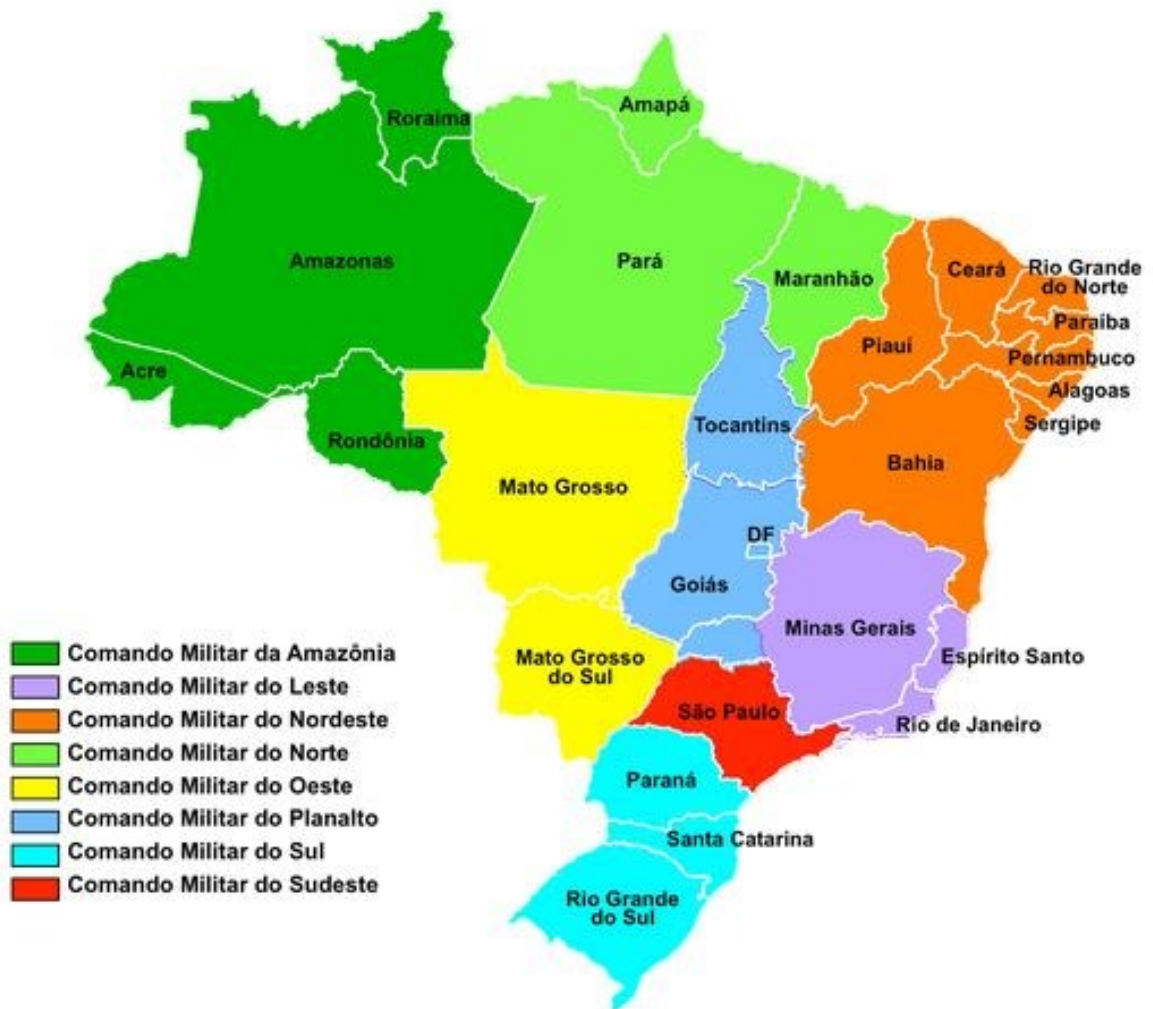 Roraima
Amapá
Amazonas
Pará
Maranhão
Ceará
Rio Grande
do Norte
Paraíba
Piauí
Pernambuco
Acre
Alagoas
Rondônia
Tocantins
Sergipe
Bahia
Mato Grosso
DF
Goiás
Minas Gerais
Espírito Santo
Mato Grosso
do Sul
São Paulo
Rio de Janeiro
Paraná
Santa Catarina
Rio Grande
do Sul
Comando Militar da Amazônia
Comando Militar do Leste
Comando Militar do Nordeste
Comando Militar do Norte
Comando Militar do Oeste
Comando Militar do Planalto
Comando Militar do Sul
Comando Militar do Sudeste